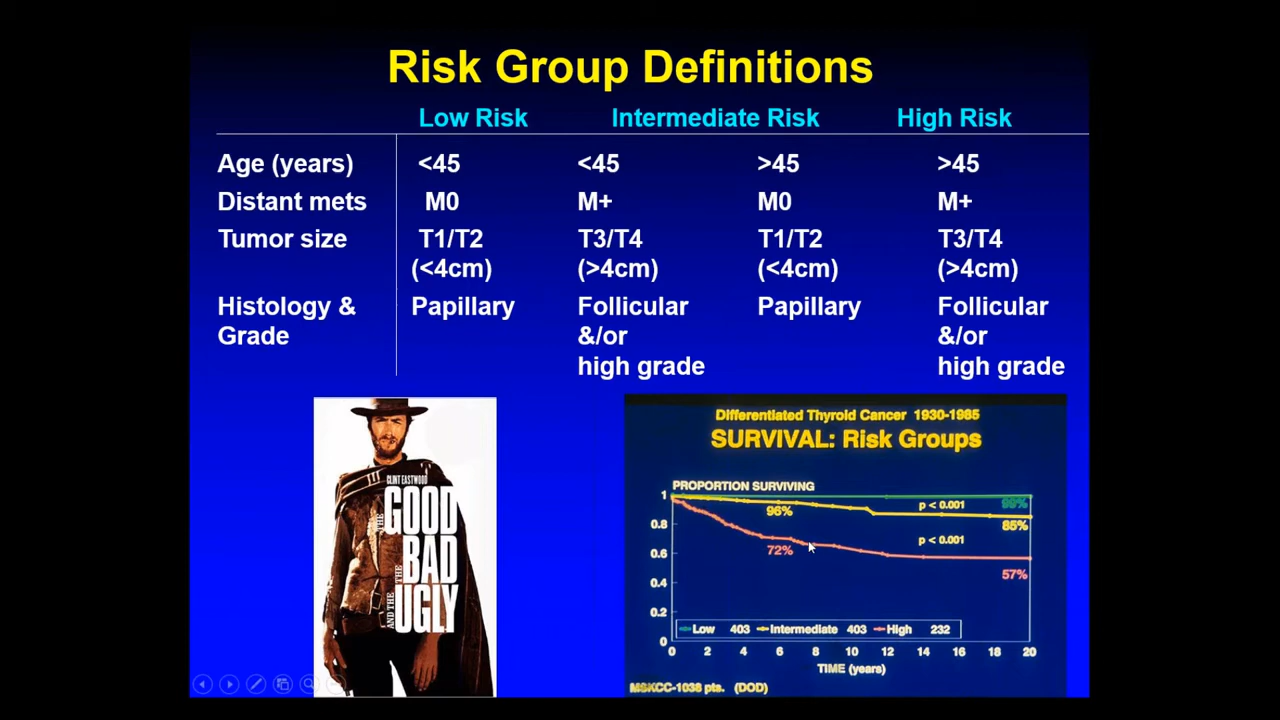 Risk Group Definitions
Low Risk Intermediate Risk High Risk
Age (years) <45 <45 >45 >45
Distant mets M0 M+ M0 M+
Tumor size T1/T2 T3/T4 T1/T2 T3/T4
(<4cm) (>4cm) (<4cm) (>4cm)
Histology & Papillary Follicular Papillary Follicular
Grade &/or &/or
high grade high grade
CLINT EASTWOOD
THE GOOD
THE BAD
AND THE UGLY
Differentiated Thyroid Cancer 1930-1985
SURVIVAL: Risk Groups
PROPORTION SURVIVING
1
0.8
0.6
0.4
0.2
0
99%
p < 0.001
96%
85%
p < 0.001
72%
57%
Low 403 Intermediate 403 High 232
0 2 4 6 8 10 12 14 16 18 20
TIME (years)
MSKCC-1038 pts. (DOD)